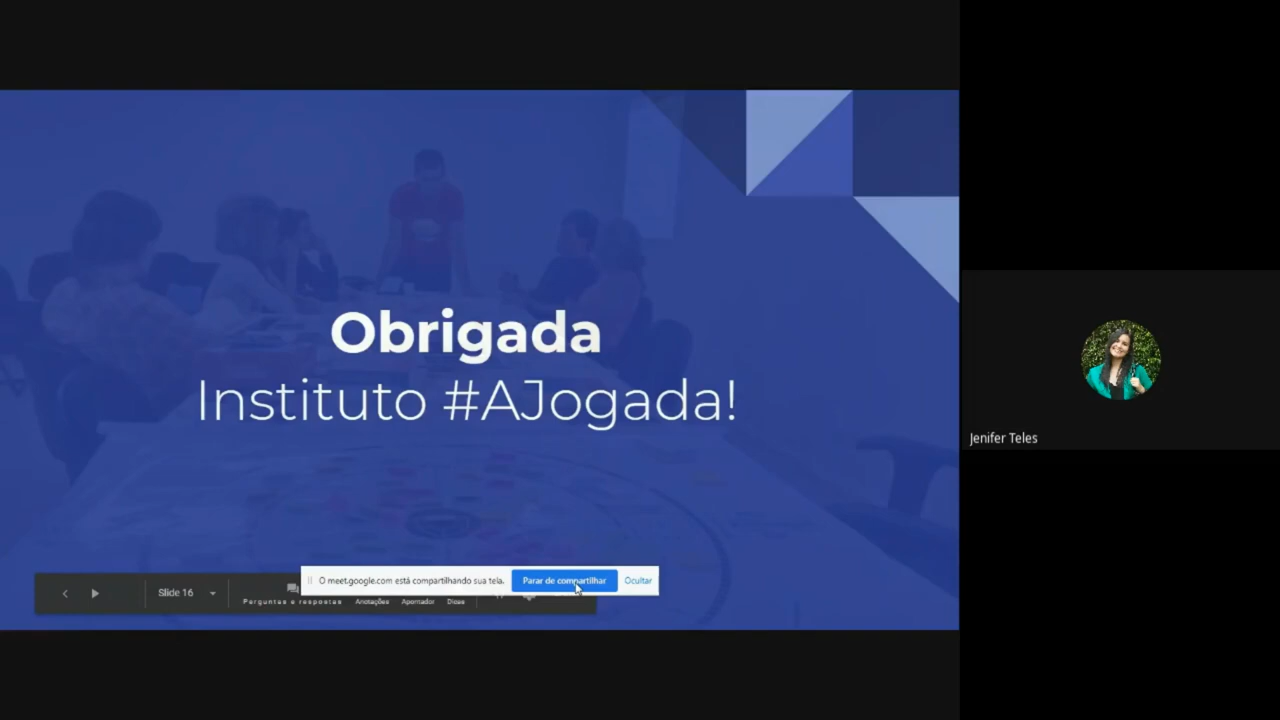 Obrigada
Instituto #AJogada!
Jenifer Teles
O meet.google.com está compartilhando sua tela. Parar de compartilhar Ocultar
Slide 16
Perguntas e respostas Anotações Apontador Dicas